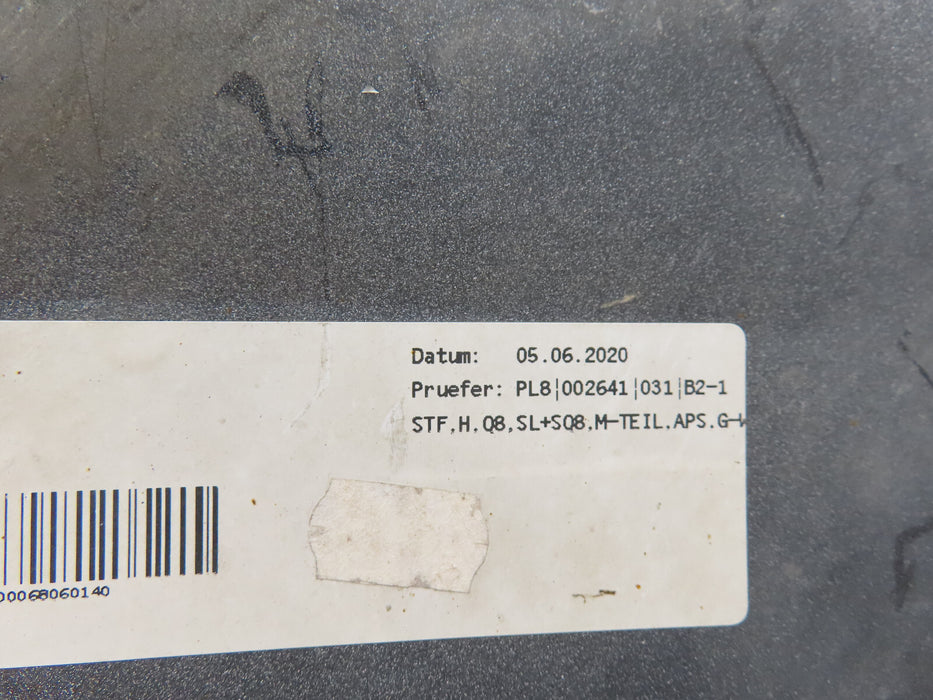 Datum: 05.06.2020
Pruefer: PL8|002641|031|B2-1
STF,H.Q8,SL+SQ8.M-TEIL.APS.G-
00068060140